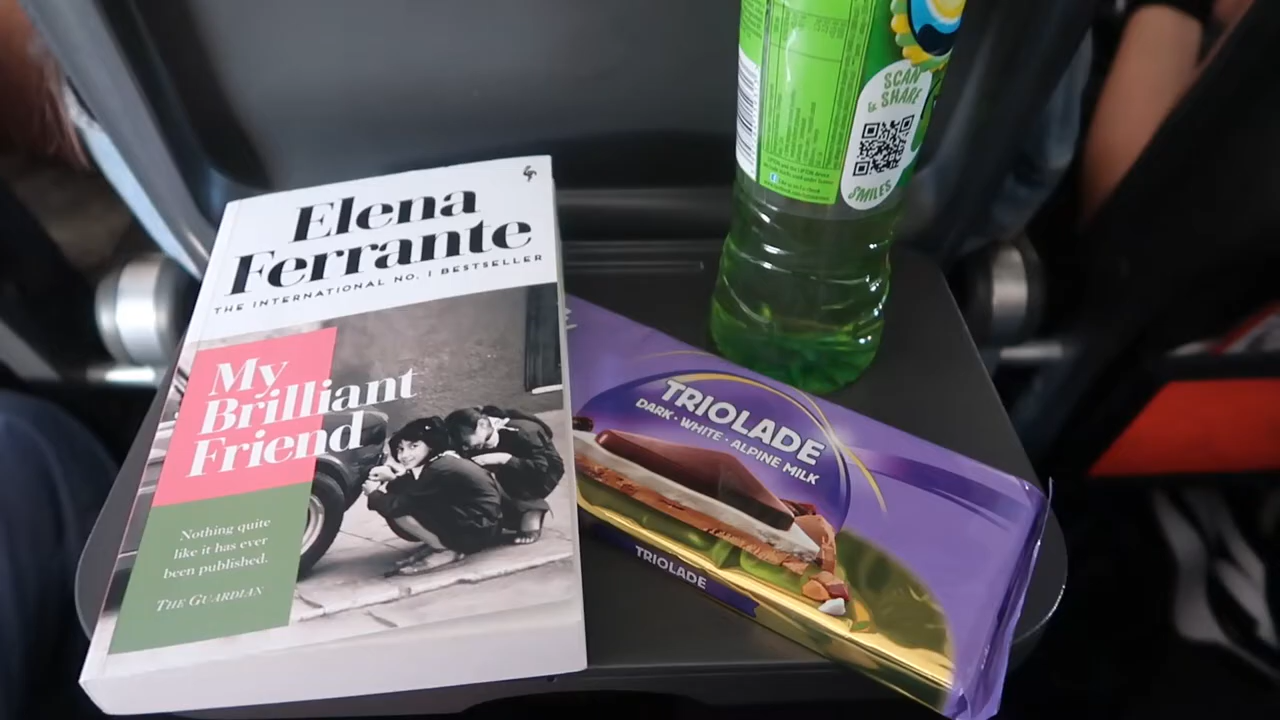 Elena
Ferrante
THE INTERNATIONAL NO. 1 BESTSELLER
My
Brilliant
Friend
Nothing quite
like it has ever
been published.
THE GUARDIAN
SCAN
& SHARE
SMILES
TRIOLADE
DARK · WHITE · ALPINE MILK
TRIOLADE